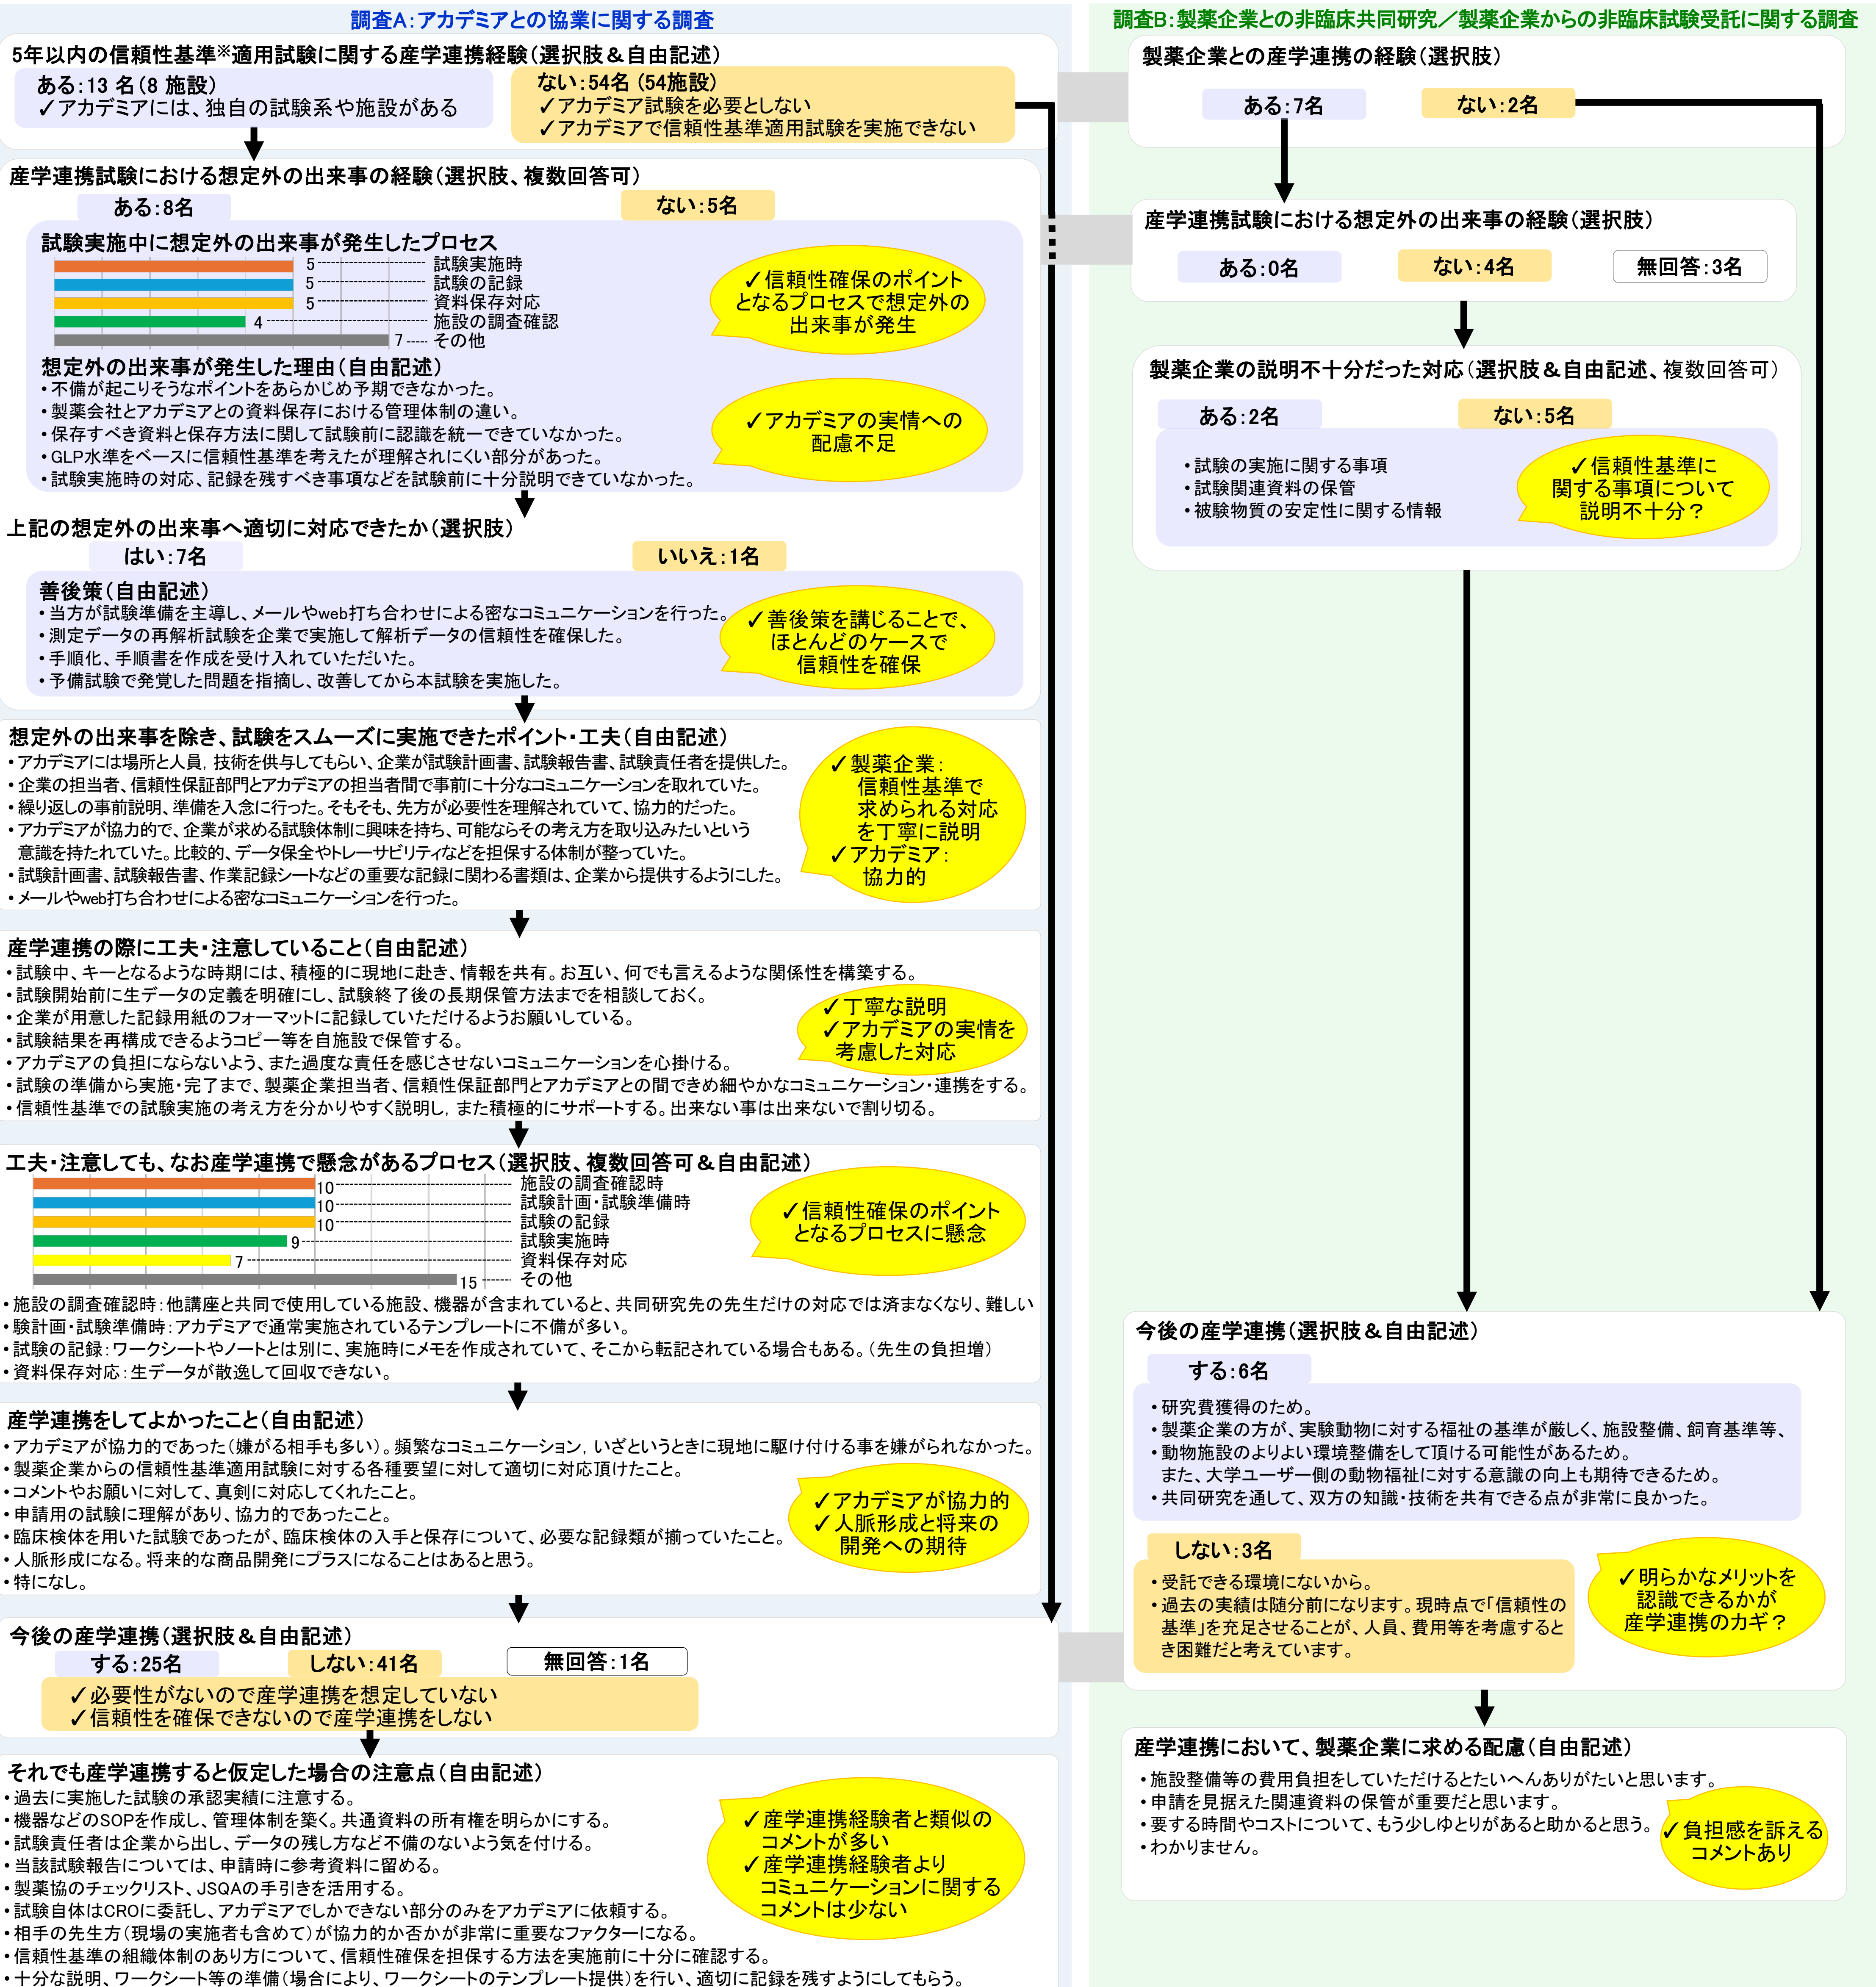 調査A:アカデミアとの協業に関する調査
5年以内の信頼性基準※適用試験に関する産学連携経験(選択肢＆自由記述)
ある:13 名(8 施設)
✓アカデミアには、独自の試験系や施設がある
ない:54名 (54施設)
✓アカデミア試験を必要としない
✓アカデミアで信頼性基準適用試験を実施できない
産学連携試験における想定外の出来事の経験(選択肢、複数回答可)
ある:8名
ない:5名
試験実施中に想定外の出来事が発生したプロセス
5 試験実施時
5 試験の記録
5 資料保存対応
4 施設の調査確認
7 その他
✓信頼性確保のポイント
となるプロセスで想定外の
出来事が発生
想定外の出来事が発生した理由(自由記述)
・不備が起こりそうなポイントをあらかじめ予期できなかった。
・製薬会社とアカデミアとの資料保存における管理体制の違い。
・保存すべき資料と保存方法に関して試験前に認識を統一できていなかった。
・GLP水準をベースに信頼性基準を考えたが理解されにくい部分があった。
・試験実施時の対応、記録を残すべき事項などを試験前に十分説明できていなかった。
✓アカデミアの実情への
配慮不足
上記の想定外の出来事へ適切に対応できたか(選択肢)
はい:7名
いいえ:1名
善後策(自由記述)
・当方が試験準備を主導し、メールやweb打ち合わせによる密なコミュニケーションを行った。
・測定データの再解析試験を企業で実施して解析データの信頼性を確保した。
・手順化、手順書を作成を受け入れていただいた。
・予備試験で発覚した問題を指摘し、改善してから本試験を実施した。
✓善後策を講じることで、
ほとんどのケースで
信頼性を確保
想定外の出来事を除き、試験をスムーズに実施できたポイント・工夫(自由記述)
・アカデミアには場所と人員, 技術を供与してもらい、企業が試験計画書、試験報告書、試験責任者を提供した。
・企業の担当者、信頼性保証部門とアカデミアの担当者間で事前に十分なコミュニケーションを取れていた。
・繰り返しの事前説明、準備を入念に行った。そもそも、先方が必要性を理解されていて、協力的だった。
・アカデミアが協力的で、企業が求める試験体制に興味を持ち、可能ならその考え方を取り込みたいという
意識を持たれていた。比較的、データ保全やトレーサビリティなどを担保する体制が整っていた。
・試験計画書、試験報告書、作業記録シートなどの重要な記録に関わる書類は、企業から提供するようにした。
・メールやweb打ち合わせによる密なコミュニケーションを行った。
✓製薬企業:
信頼性基準で
求められる対応
を丁寧に説明
✓アカデミア:
協力的
産学連携の際に工夫・注意していること(自由記述)
・試験中、キーとなるような時期には、積極的に現地に赴き、情報を共有。お互い、何でも言えるような関係性を構築する。
・試験開始前に生データの定義を明確にし、試験終了後の長期保管方法までを相談しておく。
・企業が用意した記録用紙のフォーマットに記録していただけるようお願いしている。
・試験結果を再構成できるようコピー等を自施設で保管する。
・アカデミアの負担にならないよう、また過度な責任を感じさせないコミュニケーションを心掛ける。
・試験の準備から実施・完了まで、製薬企業担当者、信頼性保証部門とアカデミアとの間できめ細やかなコミュニケーション・連携をする。
・信頼性基準での試験実施の考え方を分かりやすく説明し, また積極的にサポートする。出来ない事は出来ないで割り切る。
✓丁寧な説明
✓アカデミアの実情を
考慮した対応
工夫・注意しても、なお産学連携で懸念があるプロセス(選択肢、複数回答可＆自由記述)
10 施設の調査確認時
10 試験計画・試験準備時
10 試験の記録
9 試験実施時
7 資料保存対応
15 その他
✓信頼性確保のポイント
となるプロセスに懸念
・施設の調査確認時:他講座と共同で使用している施設、機器が含まれていると、共同研究先の先生だけの対応では済まなくなり、難しい
・験計画・試験準備時:アカデミアで通常実施されているテンプレートに不備が多い。
・試験の記録:ワークシートやノートとは別に、実施時にメモを作成されていて、そこから転記されている場合もある。(先生の負担増)
・資料保存対応:生データが散逸して回収できない。
産学連携をしてよかったこと(自由記述)
・アカデミアが協力的であった(嫌がる相手も多い)。頻繁なコミュニケーション, いざというときに現地に駆け付ける事を嫌がられなかった。
・製薬企業からの信頼性基準適用試験に対する各種要望に対して適切に対応頂けたこと。
・コメントやお願いに対して、真剣に対応してくれたこと。
・申請用の試験に理解があり、協力的であったこと。
・臨床検体を用いた試験であったが、臨床検体の入手と保存について、必要な記録類が揃っていたこと。
・人脈形成になる。将来的な商品開発にプラスになることはあると思う。
・特になし。
✓アカデミアが協力的
✓人脈形成と将来の
開発への期待
今後の産学連携(選択肢＆自由記述)
する:25名
しない:41名
無回答:1名
✓必要性がないので産学連携を想定していない
✓信頼性を確保できないので産学連携をしない
それでも産学連携すると仮定した場合の注意点(自由記述)
・過去に実施した試験の承認実績に注意する。
・機器などのSOPを作成し、管理体制を築く。共通資料の所有権を明らかにする。
・試験責任者は企業から出し、データの残し方など不備のないよう気を付ける。
・当該試験報告については、申請時に参考資料に留める。
・製薬協のチェックリスト、JSQAの手引きを活用する。
・試験自体はCROに委託し、アカデミアでしかできない部分のみをアカデミアに依頼する。
・相手の先生方(現場の実施者も含めて)が協力的か否かが非常に重要なファクターになる。
・信頼性基準の組織体制のあり方について、信頼性確保を担保する方法を実施前に十分に確認する。
・十分な説明、ワークシート等の準備(場合により、ワークシートのテンプレート提供)を行い、適切に記録を残すようにしてもらう。
✓産学連携経験者と類似の
コメントが多い
✓産学連携経験者より
コミュニケーションに関する
コメントは少ない
調査B:製薬企業との非臨床共同研究／製薬企業からの非臨床試験受託に関する調査
製薬企業との産学連携の経験(選択肢)
ある:7名
ない:2名
産学連携試験における想定外の出来事の経験(選択肢)
ある:0名
ない:4名
無回答:3名
製薬企業の説明不十分だった対応(選択肢＆自由記述、複数回答可)
ある:2名
ない:5名
・試験の実施に関する事項
・試験関連資料の保管
・被験物質の安定性に関する情報
✓信頼性基準に
関する事項について
説明不十分？
今後の産学連携(選択肢＆自由記述)
する:6名
・研究費獲得のため。
・製薬企業の方が、実験動物に対する福祉の基準が厳しく、施設整備、飼育基準等、
・動物施設のよりよい環境整備をして頂ける可能性があるため。
また、大学ユーザー側の動物福祉に対する意識の向上も期待できるため。
・共同研究を通して、双方の知識・技術を共有できる点が非常に良かった。
しない:3名
・受託できる環境にないから。
・過去の実績は随分前になります。現時点で「信頼性の
基準」を充足させることが、人員、費用等を考慮すると
き困難だと考えています。
✓明らかなメリットを
認識できるかが
産学連携のカギ？
産学連携において、製薬企業に求める配慮(自由記述)
・施設整備等の費用負担をしていただけるとたいへんありがたいと思います。
・申請を見据えた関連資料の保管が重要だと思います。
・要する時間やコストについて、もう少しゆとりがあると助かると思う。
・わかりません。
✓負担感を訴える
コメントあり